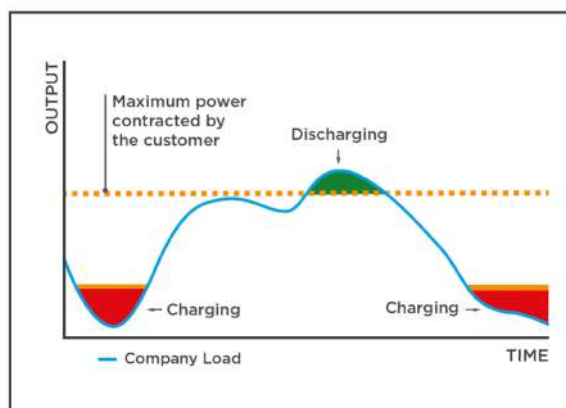 OUTPUT
Maximum power
contracted by
the customer
Discharging
Charging
Charging
Company Load
TIME